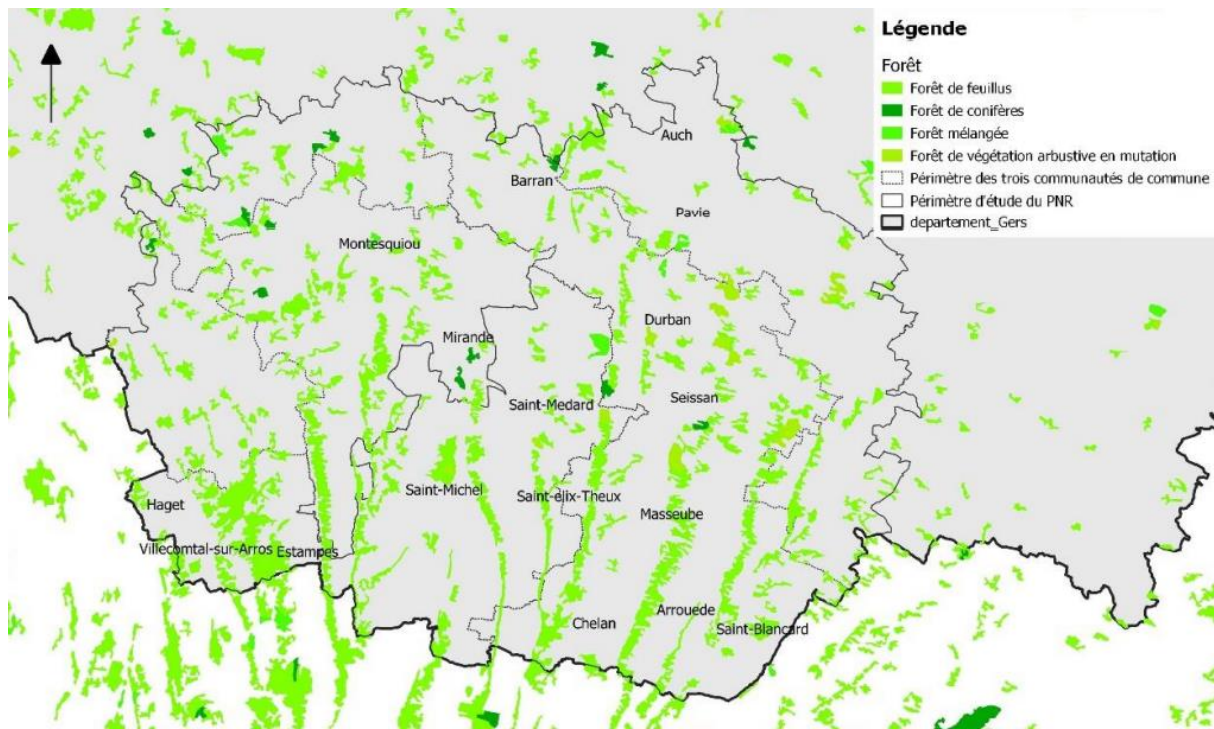 Légende
Forêt
Forêt de feuillus
Forêt de conifères
Forêt mélangée
Forêt de végétation arbustive en mutation
Périmètre des trois communautés de commune
Périmètre d'étude du PNR
departement_Gers
Auch
Barran
Pavie
Montesquiou
Durban
Mirande
Seissan
Saint-Medard
Saint-Michel
Saint-élix-Theux
Haget
Masseube
Villecomtal-sur-Arros
Estampes
Arrouede
Chelan
Saint-Blancard